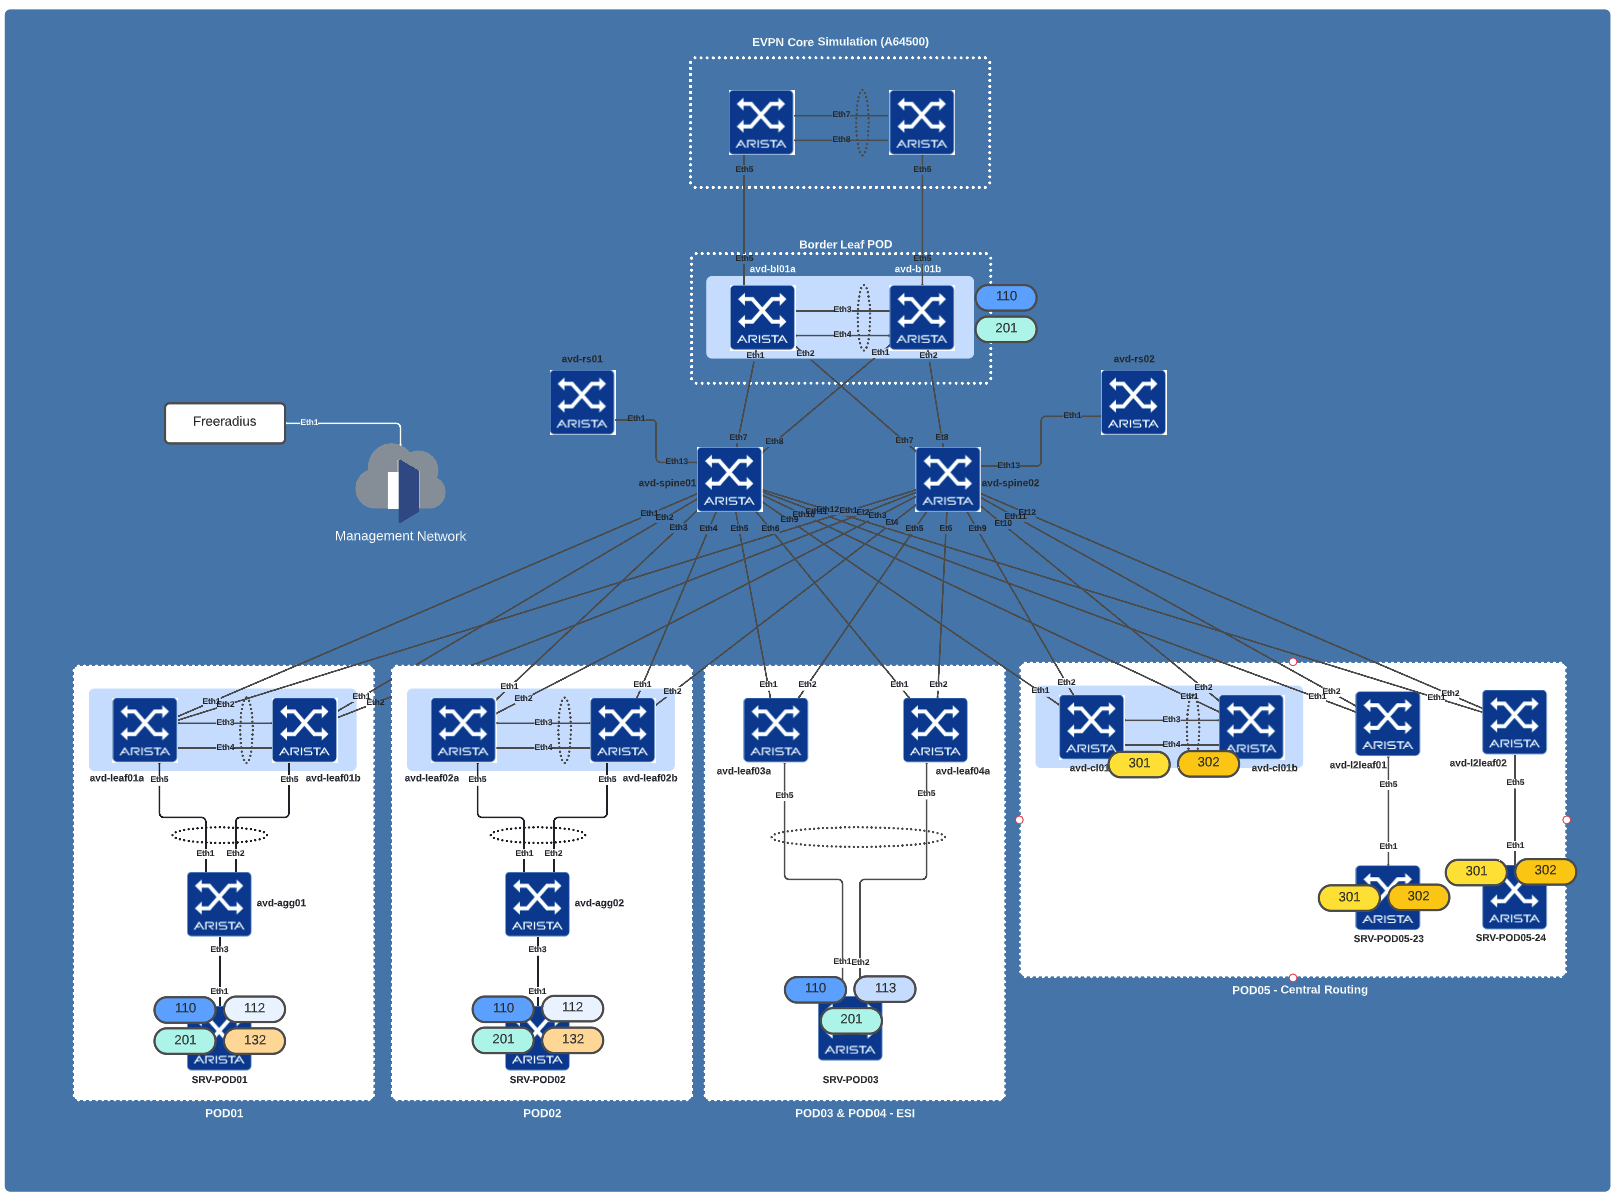 EVPN Core Simulation (A64500)
ARISTA
Eth7
Eth8
ARISTA
Eth5
Eth5
Border Leaf POD
Eth5
Eth5
avd-bl01a
avd-bl01b
ARISTA
Eth3
Eth4
ARISTA
110
201
Eth1
Eth2
Eth1
Eth2
avd-rs01
ARISTA
Eth1
avd-rs02
ARISTA
Eth1
Freeradius
Eth1
Management Network
Eth7
Eth8
Eth13
avd-spine01
ARISTA
Eth7
Et8
Eth13
avd-spine02
ARISTA
Eth1
Eth2
Eth3
Eth4
Eth5
Eth6
Eth9
Eth12
Eth1
Et2
Eth3
Et4
Eth5
Et6
Eth9
Et10
Eth11
Et12
Eth1
Eth2
Eth3
Eth4
Eth1
Eth2
ARISTA
ARISTA
avd-leaf01a
avd-leaf01b
Eth5
Eth5
Eth1
Eth2
ARISTA
avd-agg01
Eth3
Eth1
110
112
201
132
ARISTA
SRV-POD01
POD01
Eth1
Eth2
Eth3
Eth4
Eth1
Eth2
ARISTA
ARISTA
avd-leaf02a
avd-leaf02b
Eth5
Eth5
Eth1
Eth2
ARISTA
avd-agg02
Eth3
Eth1
110
112
201
132
ARISTA
SRV-POD02
POD02
Eth1
Eth2
Eth1
Eth2
ARISTA
ARISTA
avd-leaf03a
avd-leaf04a
Eth5
Eth5
Eth1
Eth2
110
113
201
ARISTA
SRV-POD03
POD03 & POD04 - ESI
Eth1
Eth2
Eth2
Eth3
Eth4
ARISTA
ARISTA
avd-cl01
301
302
avd-cl01b
Eth1
Eth2
ARISTA
avd-l2leaf01
Eth5
Eth1
301
302
ARISTA
SRV-POD05-23
Eth1
Eth2
ARISTA
avd-l2leaf02
Eth5
Eth1
301
302
ARISTA
SRV-POD05-24
POD05 - Central Routing